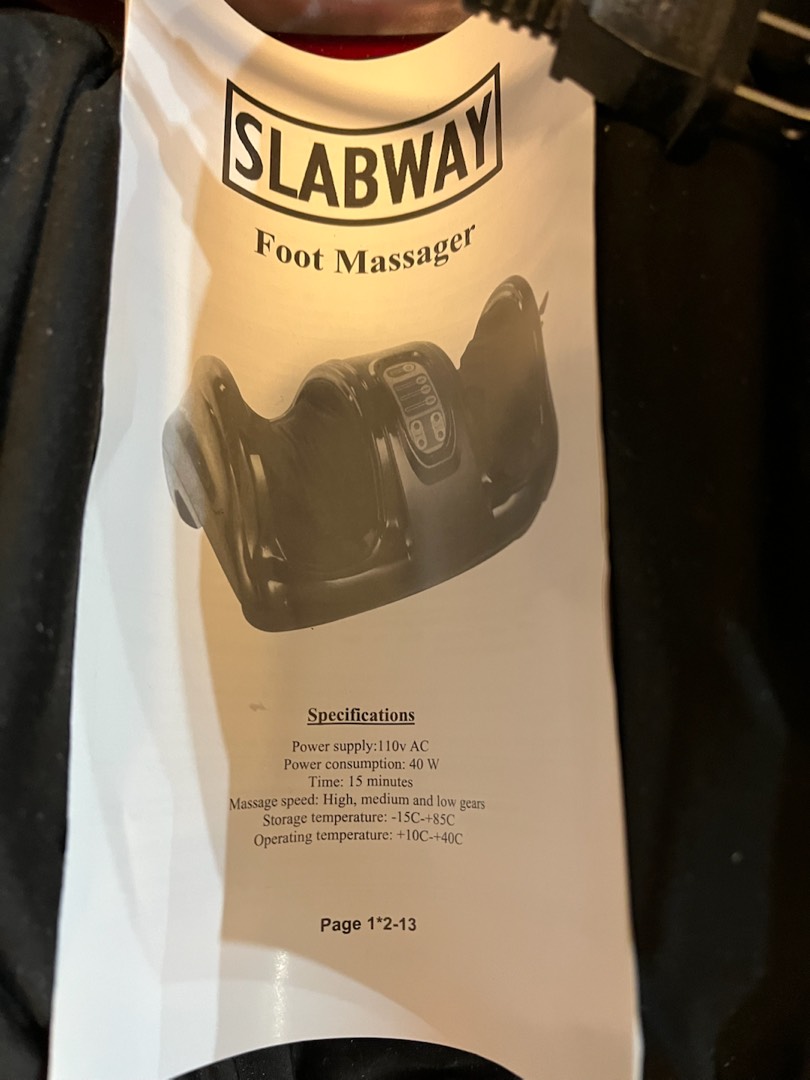 SLABWAY
Foot Massager
Specifications
Power supply:110v AC
Power consumption: 40 W
Time: 15 minutes
Massage speed: High, medium and low gears
Storage temperature: -15C-+85C
Operating temperature: +10C-+40C
Page 1*2-13